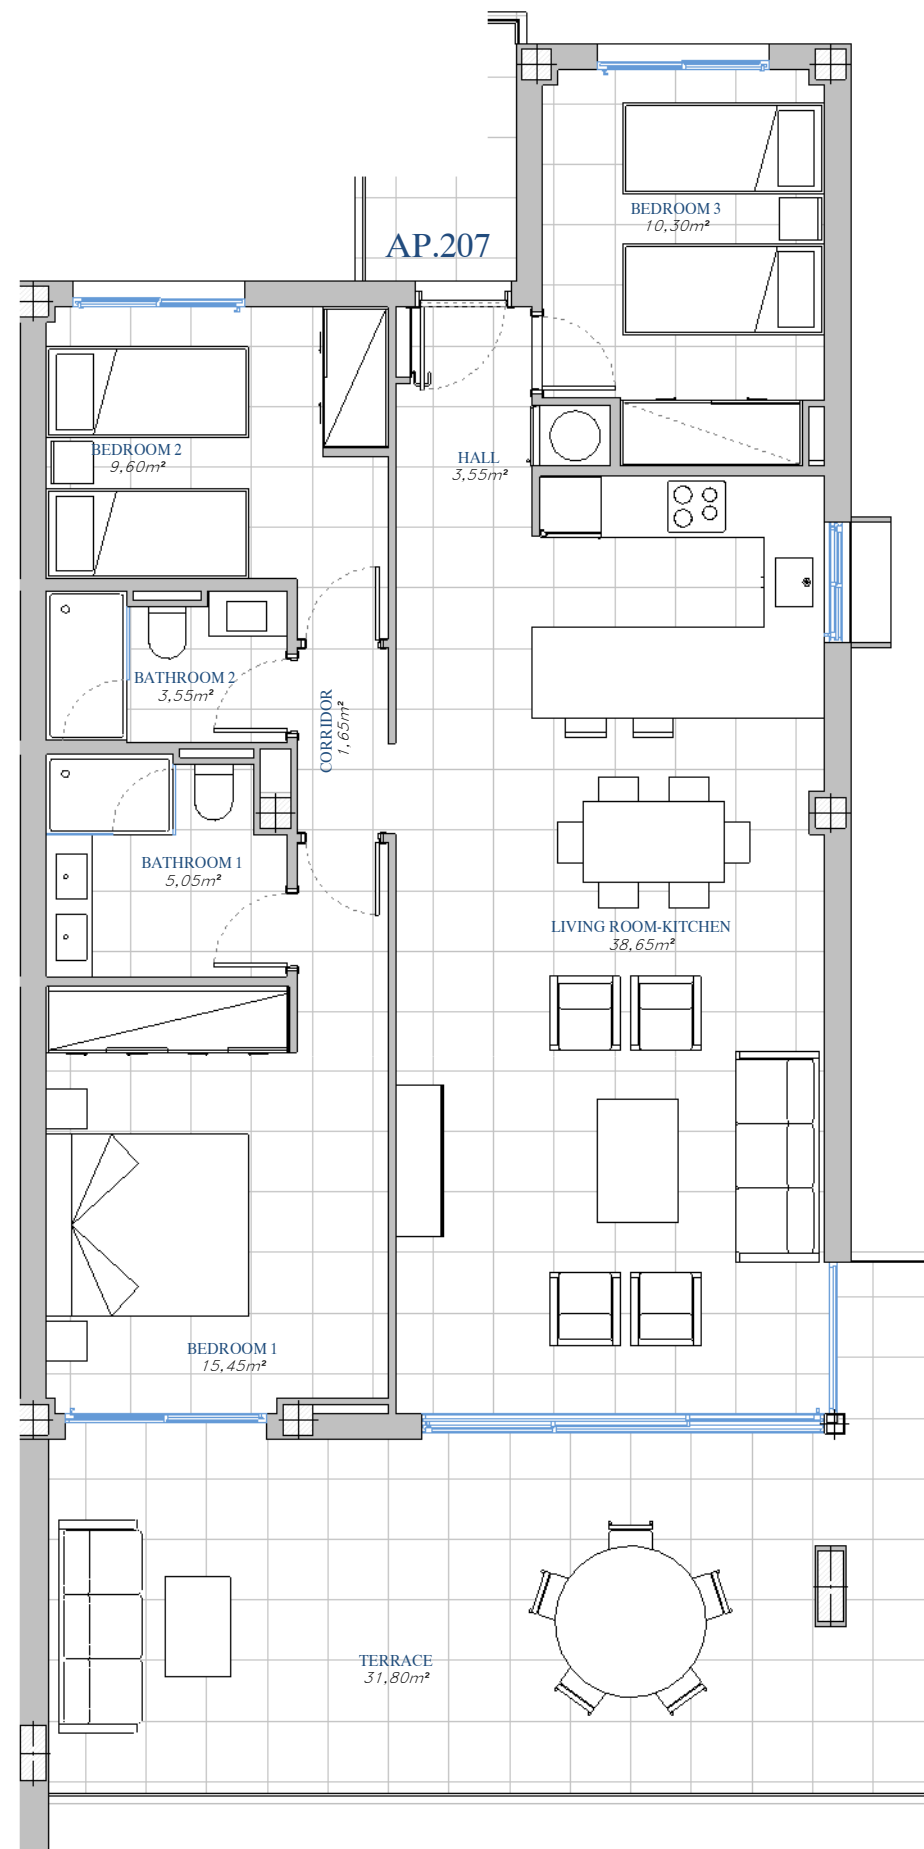 BEDROOM 3
10,30m²
AP.207
BEDROOM 2
9,60m²
HALL
3,55m²
BATHROOM 2
3,55m²
CORRIDOR
1,65m²
BATHROOM 1
5,05m²
LIVING ROOM-KITCHEN
38,65m²
BEDROOM 1
15,45m²
TERRACE
31,80m²